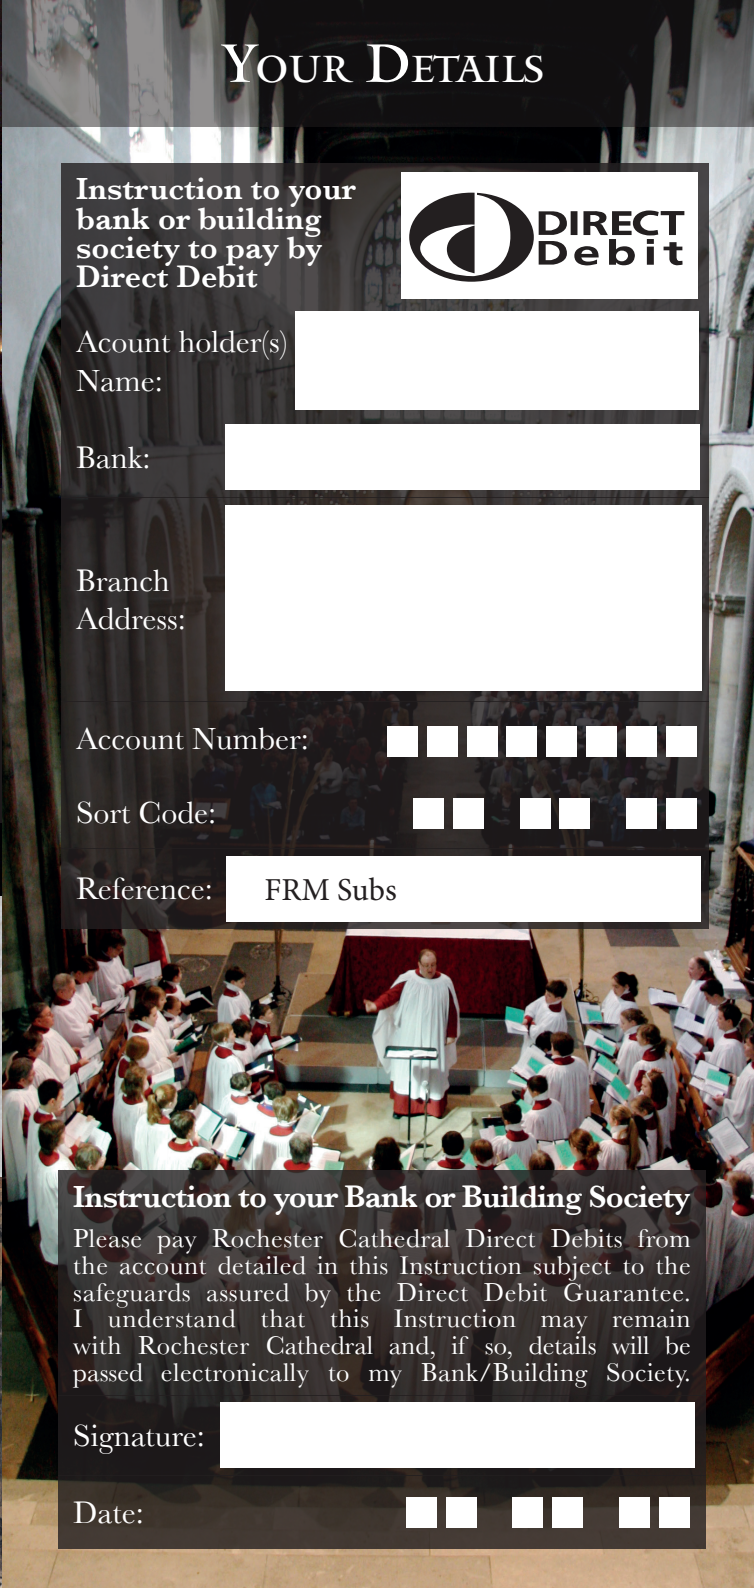 YOUR DETAILS
Instruction to your
bank or building
society to pay by
Direct Debit
DIRECT
Debit
Acount holder(s)
Name:
Bank:
Branch
Address:
Account Number:
Sort Code:
Reference:
FRM Subs
Instruction to your Bank or Building Society
Please pay Rochester Cathedral Direct Debits from
the account detailed in this Instruction subject to the
safeguards assured by the Direct Debit Guarantee.
I understand that this Instruction may remain
with Rochester Cathedral and, if so, details will be
passed electronically to my Bank/Building Society.
Signature:
Date: